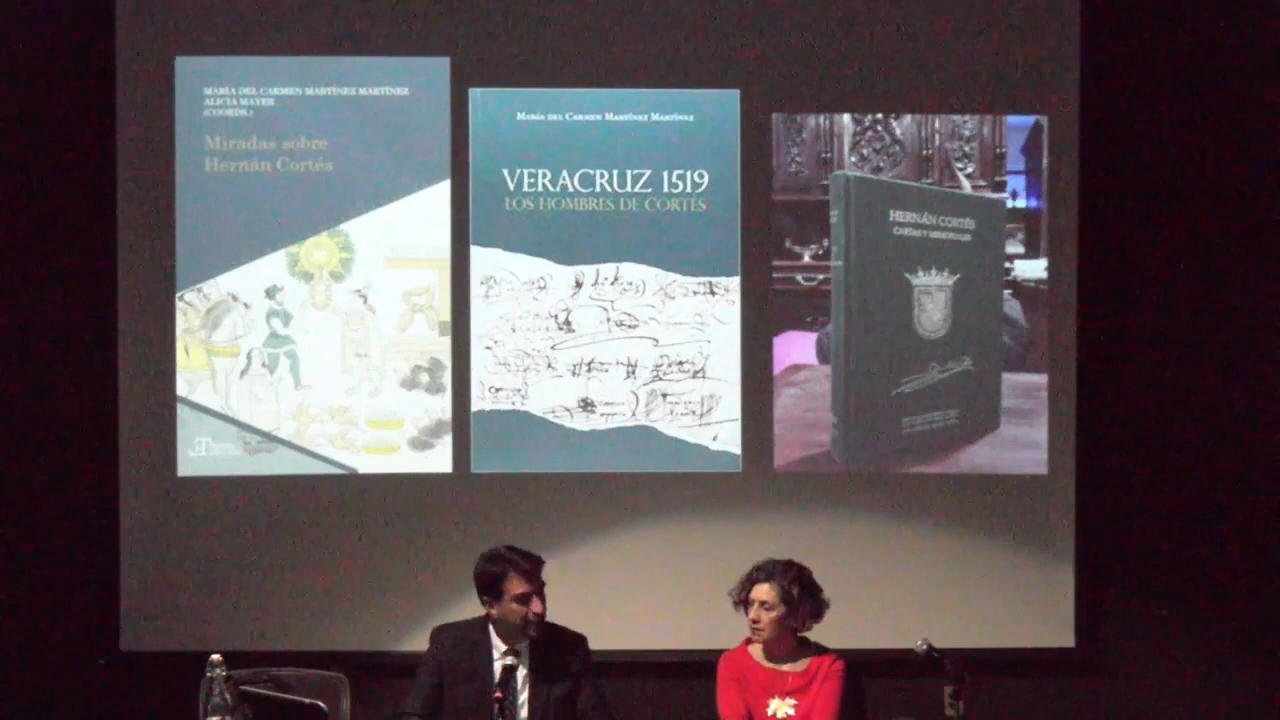 MARÍA DEL CARMEN MARTÍNEZ MARTÍNEZ
ALICIA MAYER
(COORDS.)
Miradas sobre
Hernán Cortés
MARÍA DEL CARMEN MARTÍNEZ MARTÍNEZ
VERACRUZ 1519
LOS HOMBRES DE CORTÉS
HERNÁN CORTÉS
CARTAS Y MEMORIALES